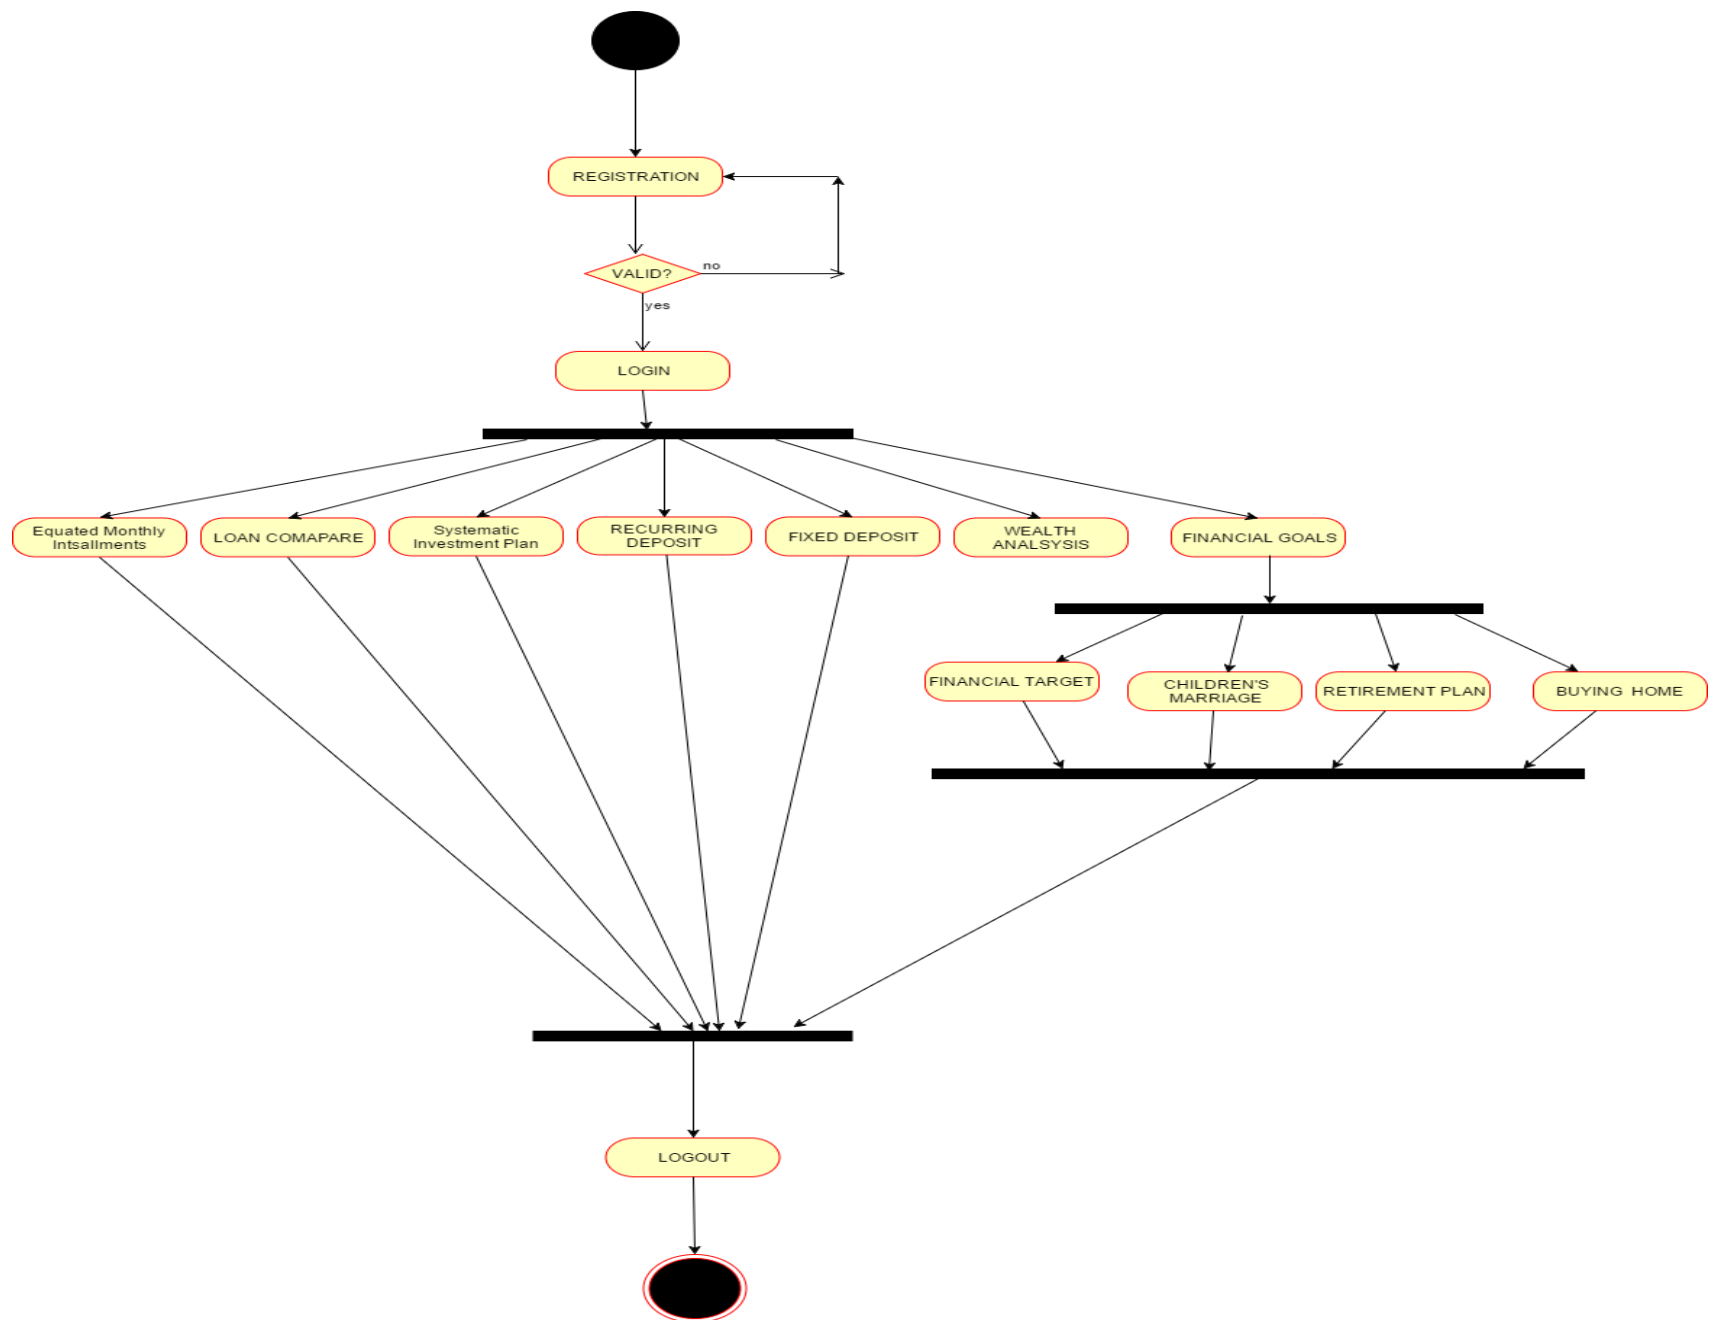 REGISTRATION
VALID?
no
yes
LOGIN
Equated Monthly
Intsallments
LOAN COMAPARE
Systematic
Investment Plan
RECURRING
DEPOSIT
FIXED DEPOSIT
WEALTH
ANALSYSIS
FINANCIAL GOALS
FINANCIAL TARGET
CHILDREN'S
MARRIAGE
RETIREMENT PLAN
BUYING HOME
LOGOUT